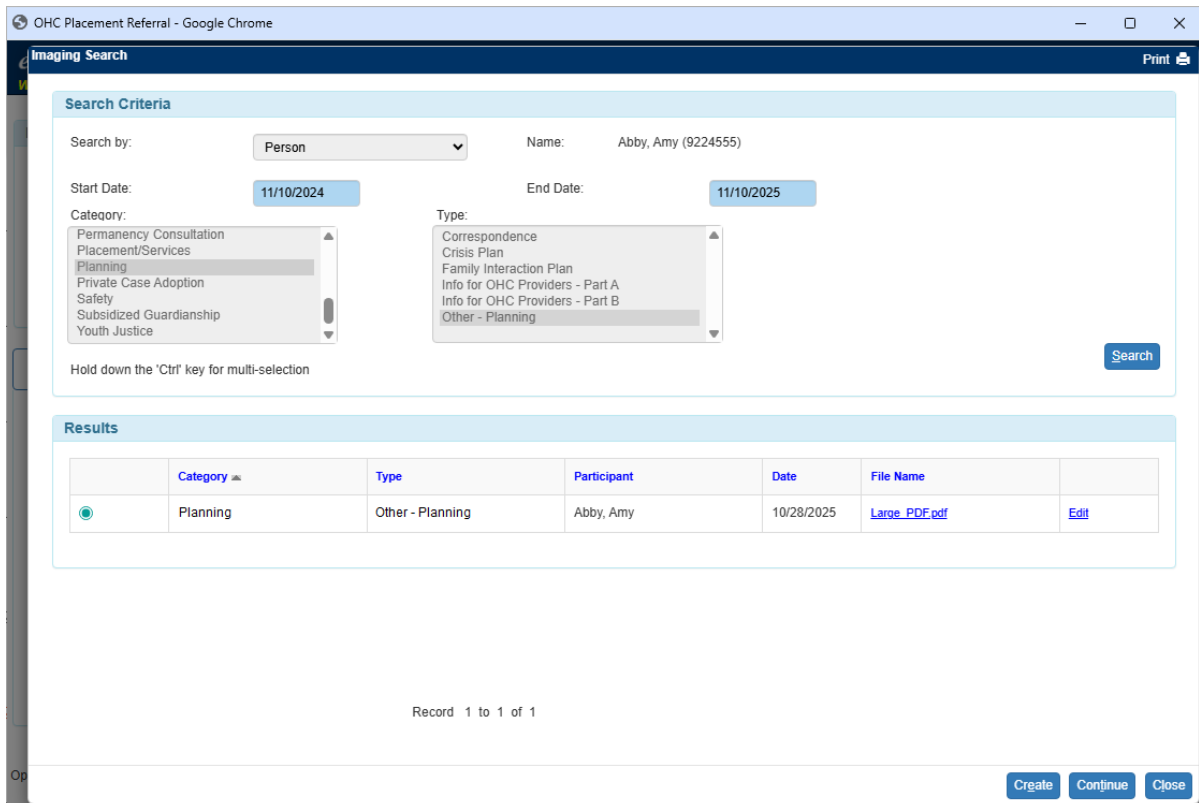 OHC Placement Referral - Google Chrome
Imaging Search
Print
Search Criteria
Search by: Person Name: Abby, Amy (9224555)
Start Date: 11/10/2024 End Date: 11/10/2025
Category: Type:
Permanency Consultation
Placement/Services
Planning
Private Case Adoption
Safety
Subsidized Guardianship
Youth Justice
Correspondence
Crisis Plan
Family Interaction Plan
Info for OHC Providers - Part A
Info for OHC Providers - Part B
Other - Planning
Search
Hold down the 'Ctrl' key for multi-selection
Results
Category Type Participant Date File Name
Planning Other - Planning Abby, Amy 10/28/2025 Large_PDF.pdf Edit
Record 1 to 1 of 1
Op
Create Continue Close